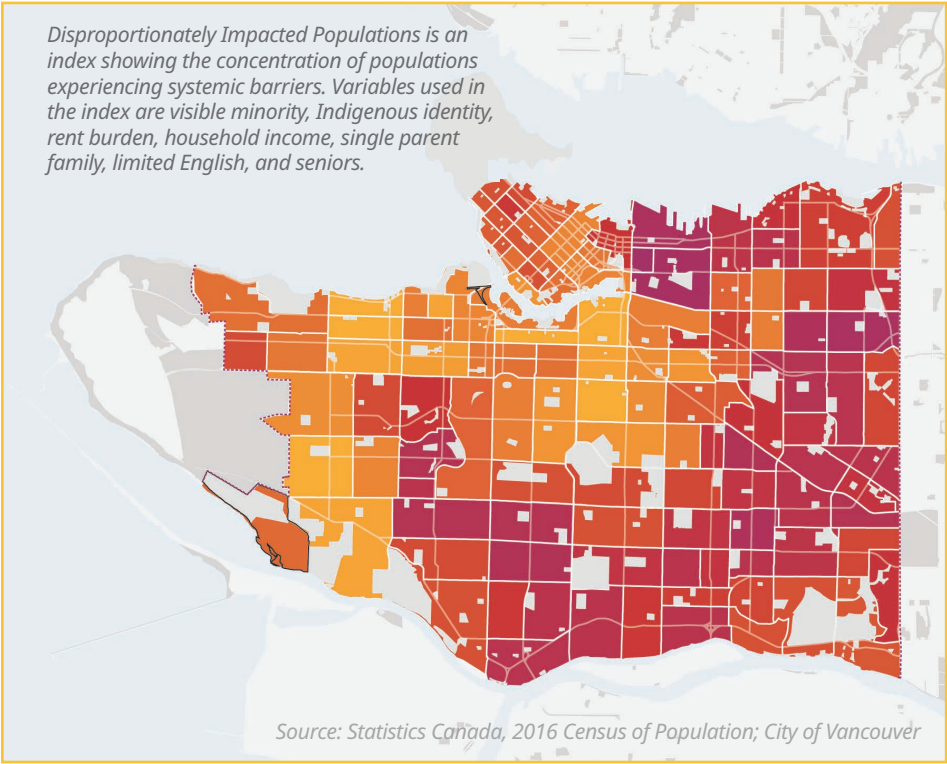 Disproportionately Impacted Populations is an
index showing the concentration of populations
experiencing systemic barriers. Variables used in
the index are visible minority, Indigenous identity,
rent burden, household income, single parent
family, limited English, and seniors.
Source: Statistics Canada, 2016 Census of Population; City of Vancouver